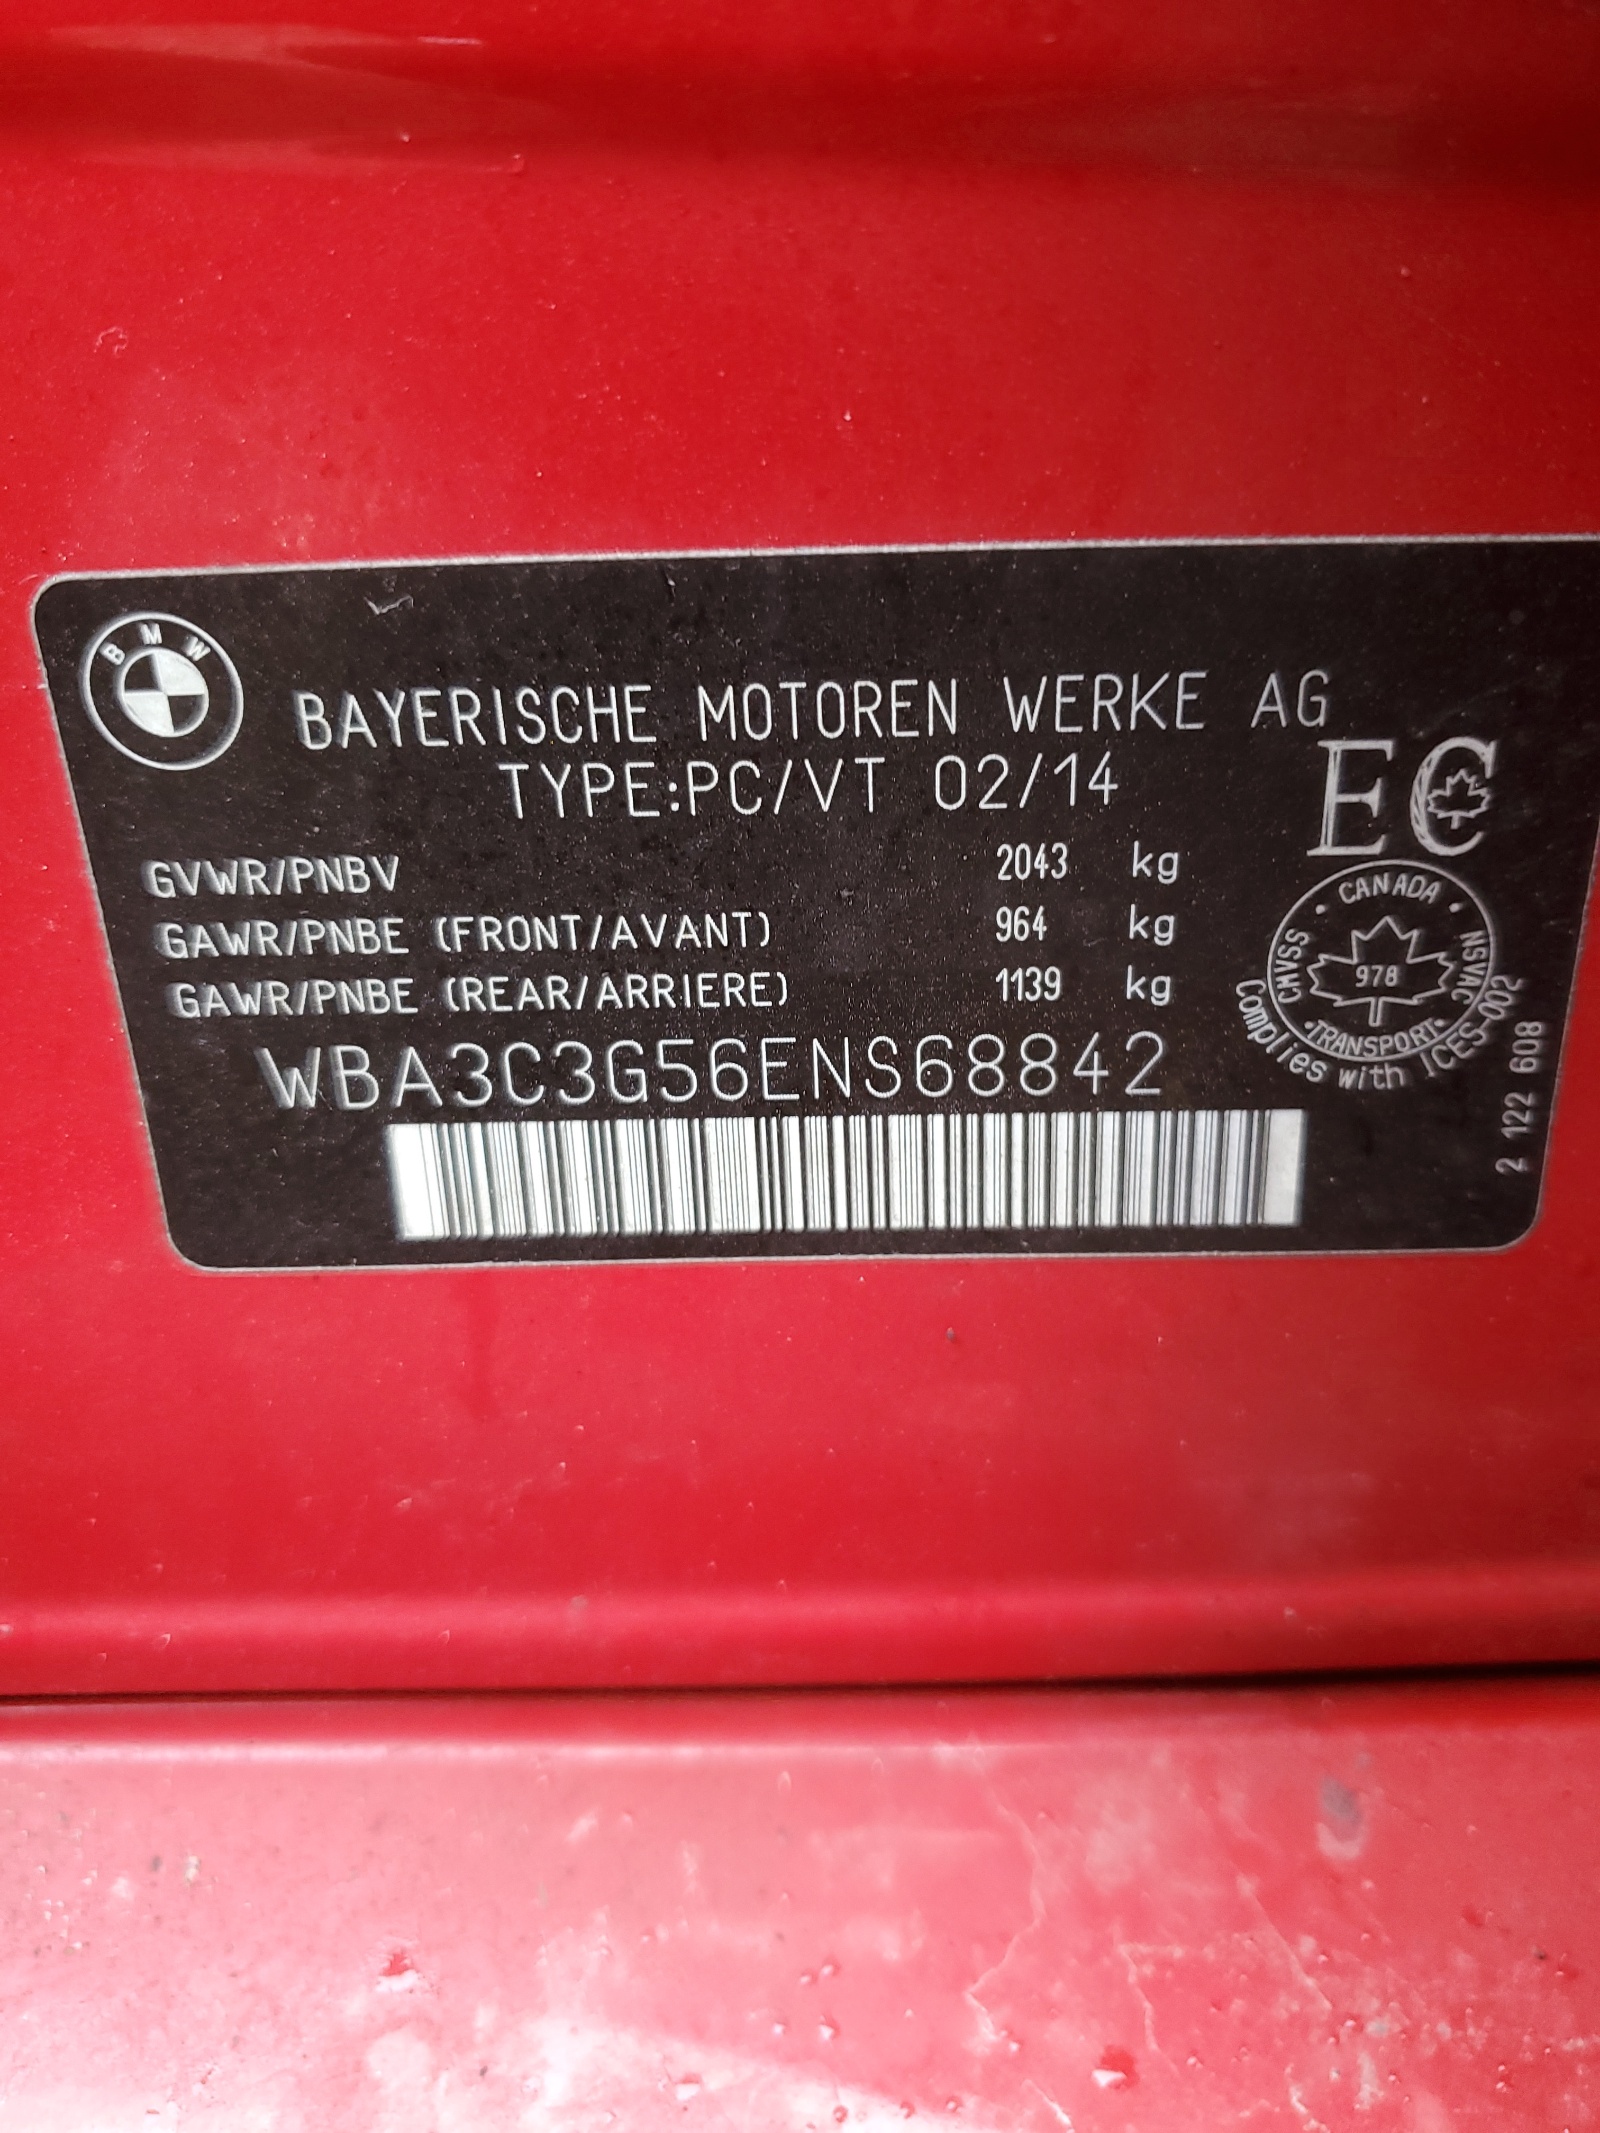 BMW
BAYERISCHE MOTOREN WERKE AG
TYPE:PC/VT 02/14
EC
GVWR/PNBV 2043 kg
GAWR/PNBE (FRONT/AVANT) 964 kg
GAWR/PNBE (REAR/ARRIERE) 1139 kg
WBA3C3G56ENS68842
CANADA
CMVSS 978 NSVAC
TRANSPORT
Complies with ICES-002
2 122 608